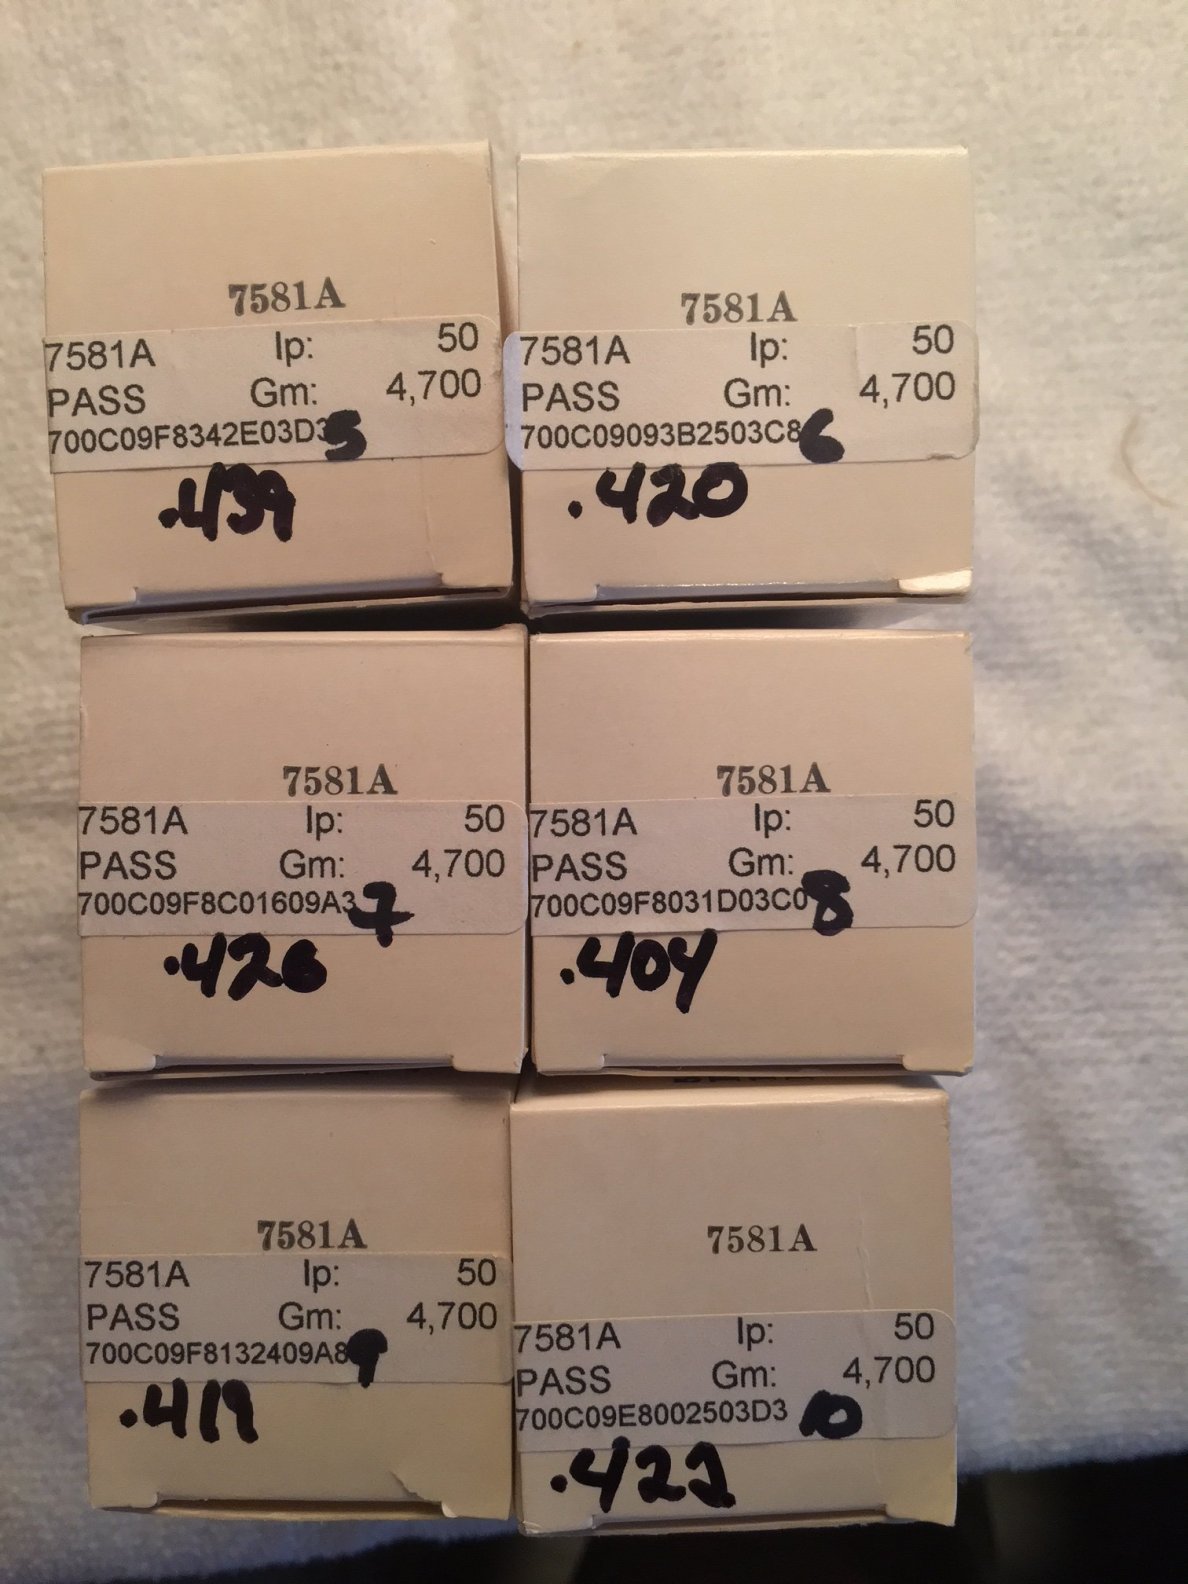 7581A
7581A Ip: 50
PASS Gm: 4,700
700C09F8342E03D3 5
.439
7581A
7581A Ip: 50
PASS Gm: 4,700
700C09093B2503C8 6
.420
7581A
7581A Ip: 50
PASS Gm: 4,700
700C09F8C01609A3 7
.426
7581A
7581A Ip: 50
PASS Gm: 4,700
700C09F8031D03C0 8
.404
7581A
7581A Ip: 50
PASS Gm: 4,700
700C09F8132409A8 9
.419
7581A
7581A Ip: 50
PASS Gm: 4,700
700C09E8002503D3 10
.422